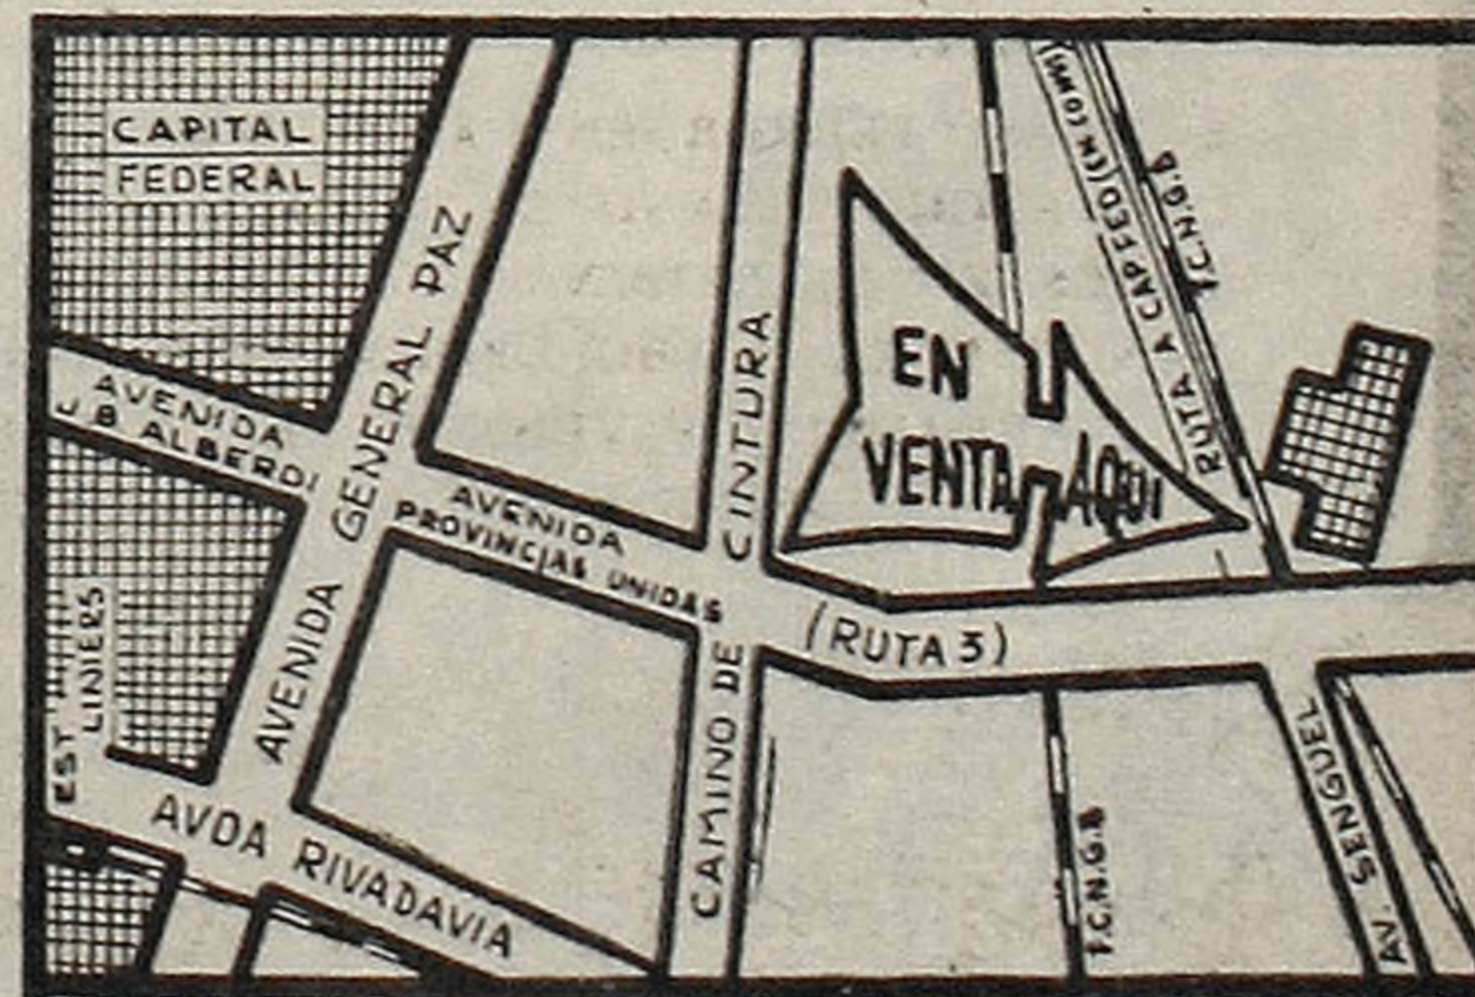 CAPITAL
FEDERAL
AVENIDA
J B ALBERDI
AVENIDA GENERAL PAZ
EST
LINIERS
AVDA RIVADAVIA
AVENIDA
PROVINCIAS UNIDAS
CAMINO DE CINTURA
(RUTA 3)
EN
VENTA AQUI
RUTA A CAP FED (EN
F.C.N.G.B
F.C.N.G.B
AV. SENGUEL